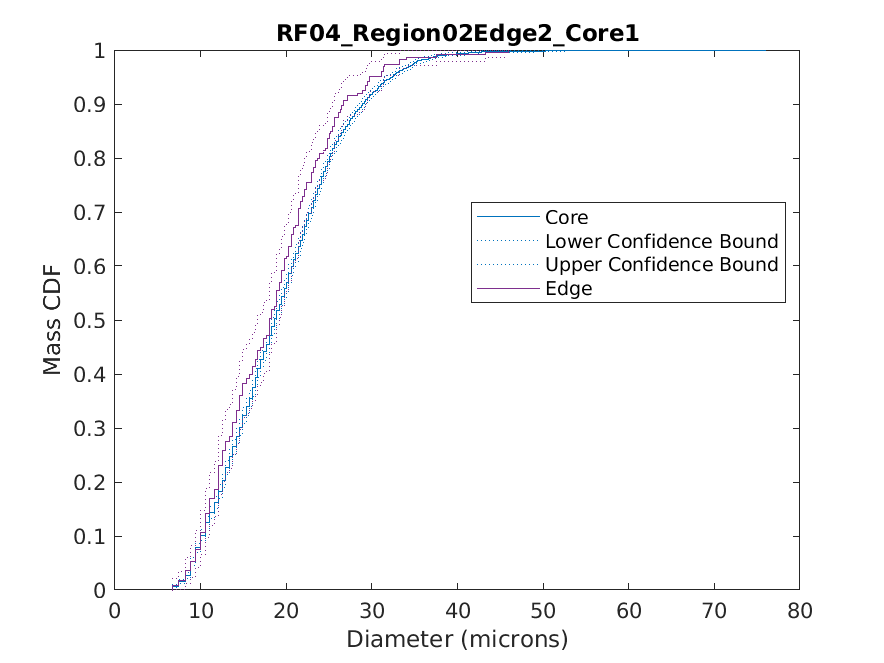 RF04_Region02Edge2_Core1
1
0.9
0.8
0.7
0.6
0.5
0.4
0.3
0.2
0.1
0
Mass CDF
Core
Lower Confidence Bound
Upper Confidence Bound
Edge
0 10 20 30 40 50 60 70 80
Diameter (microns)